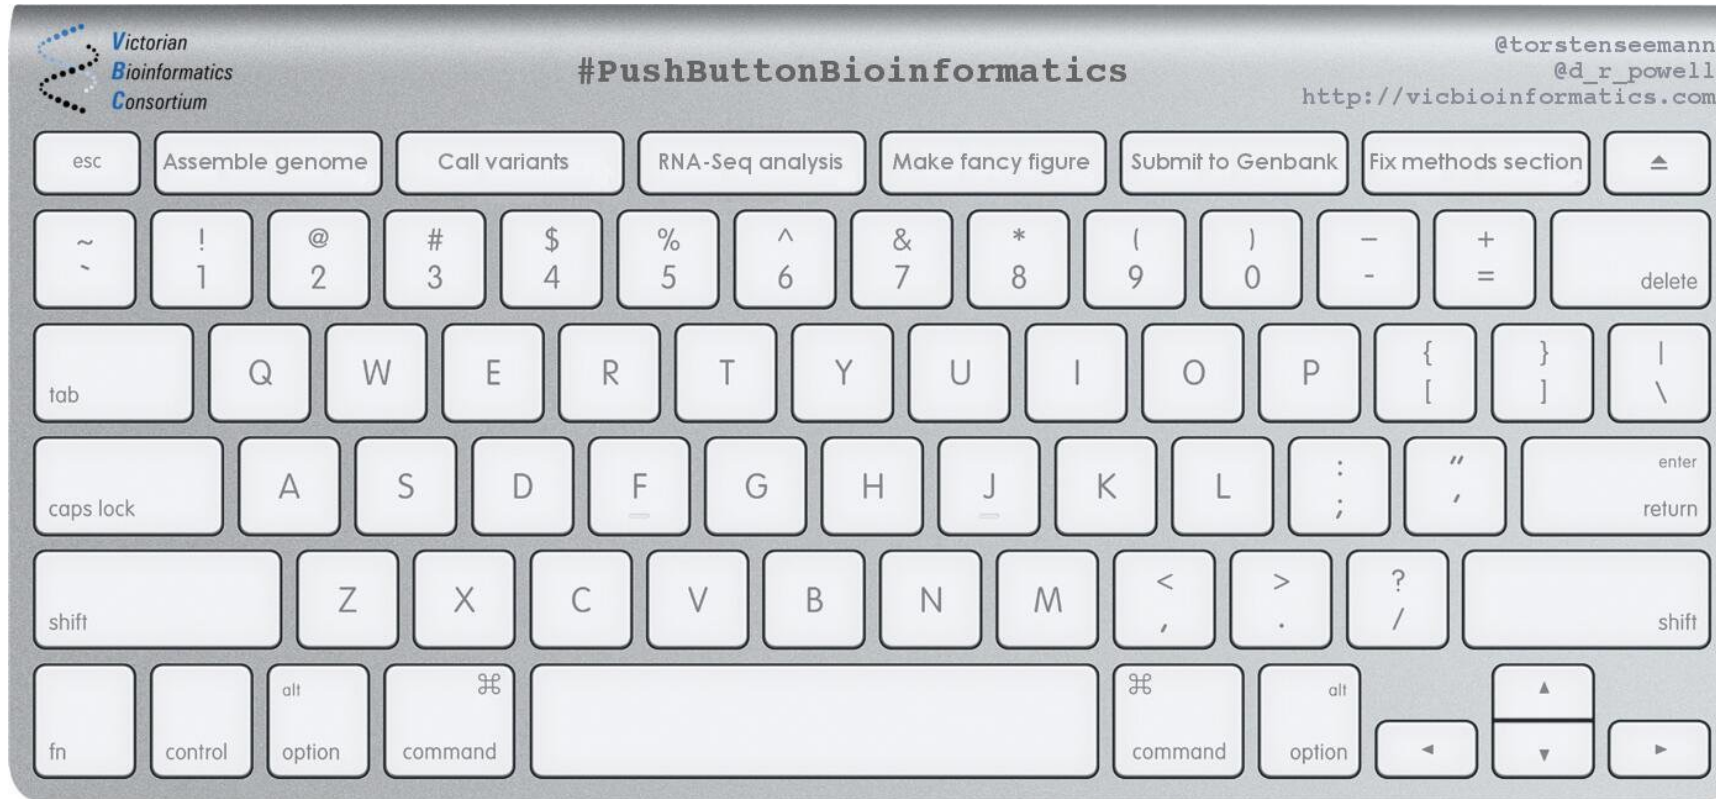 Victorian
Bioinformatics
Consortium
#PushButtonBioinformatics
@torstenseemann
@d_r_powell
http://vicbioinformatics.com
esc Assemble genome Call variants RNA-Seq analysis Make fancy figure Submit to Genbank Fix methods section
~ ! @ # $ % ^ & * ( ) – +
` 1 2 3 4 5 6 7 8 9 0 - = delete
tab Q W E R T Y U I O P { } |
[ ] \
caps lock A S D F G H J K L : " enter
; ' return
shift Z X C V B N M < > ? shift
, . /
alt ⌘ ⌘ alt ▲
fn control option command command option ◄ ▼ ►